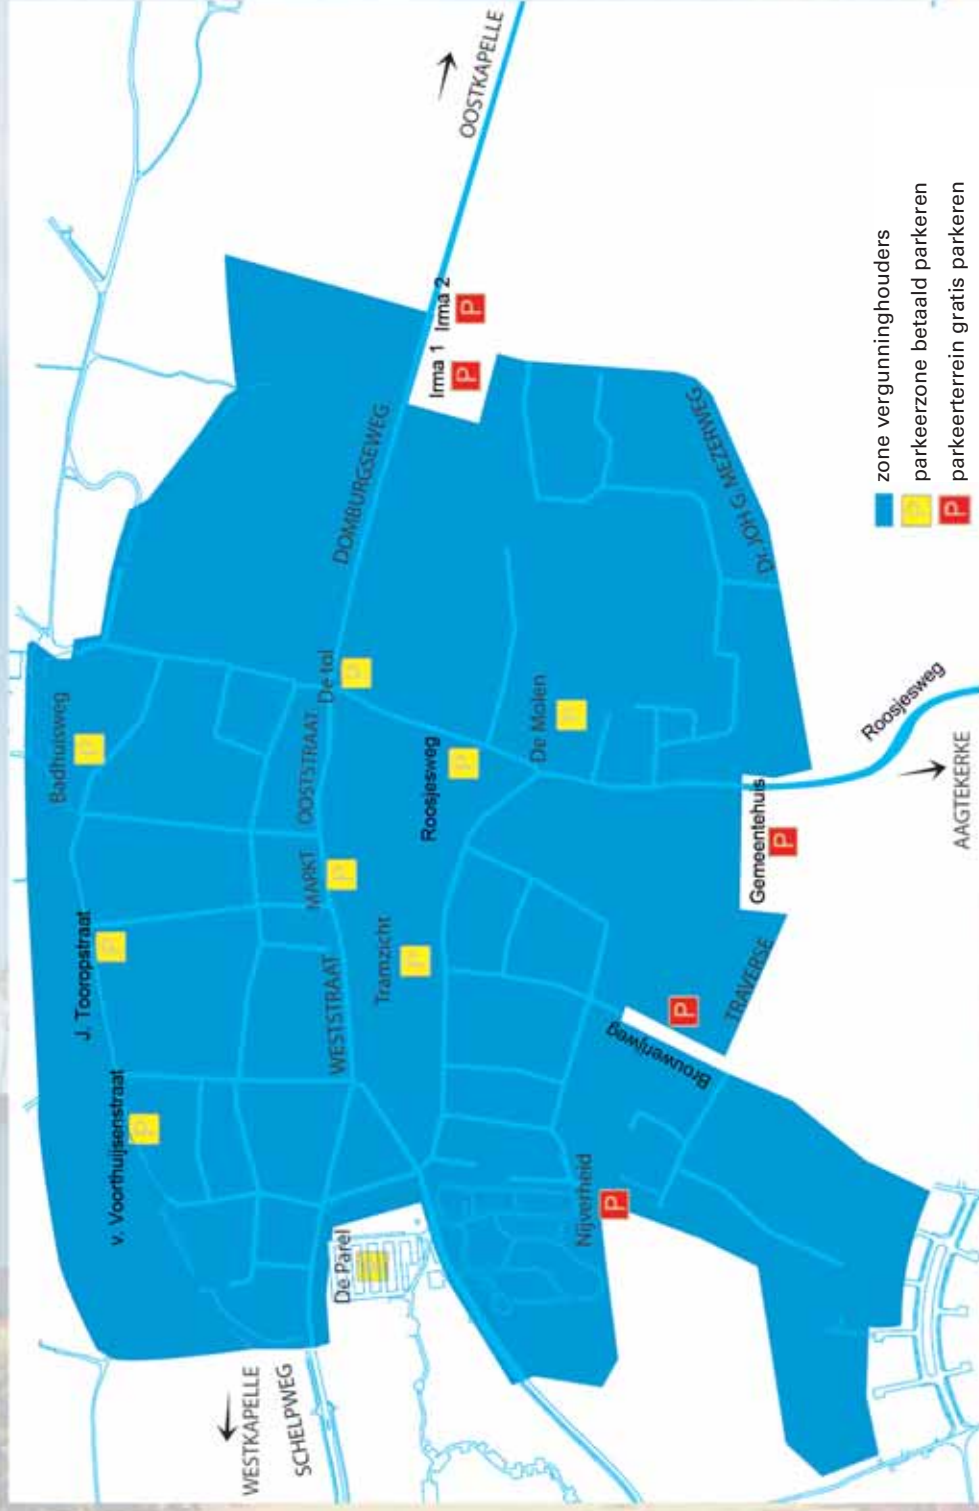 Badhuisweg
J. Tooropstraat
v. Voorthuijsenstraat
De Parel
WESTKAPELLE
SCHELPWEG
WESTSTRAAT
MARKT
OOSTSTRAAT
De tol
DOMBURGSEWEG
Irma 1
P
Irma 2
P
OOSTKAPELLE
Tramzicht
Roosjesweg
De Molen
Nijverheid
P
Brouwerijweg
P
TRAVERSE
Gemeentehuis
P
Dr. JOH G. MEZERWEG
Roosjesweg
AAGTEKERKE
zone vergunninghouders
P parkeerzone betaald parkeren
P parkeerterrein gratis parkeren